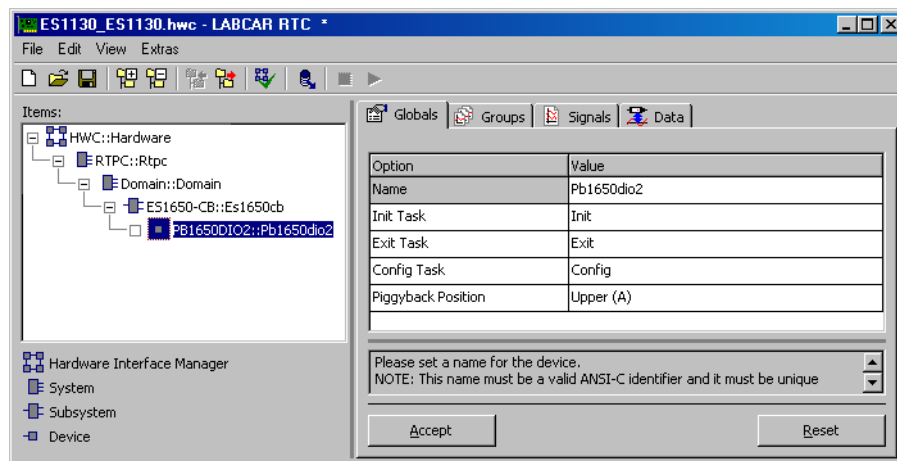 ES1130_ES1130.hwc - LABCAR RTC *
File Edit View Extras
Items:
HWC::Hardware
RTPC::Rtpc
Domain::Domain
ES1650-CB::Es1650cb
PB1650DIO2::Pb1650dio2
Hardware Interface Manager
System
Subsystem
Device
Globals Groups Signals Data
Option Value
Name Pb1650dio2
Init Task Init
Exit Task Exit
Config Task Config
Piggyback Position Upper (A)
Please set a name for the device.
NOTE: This name must be a valid ANSI-C identifier and it must be unique
Accept Reset